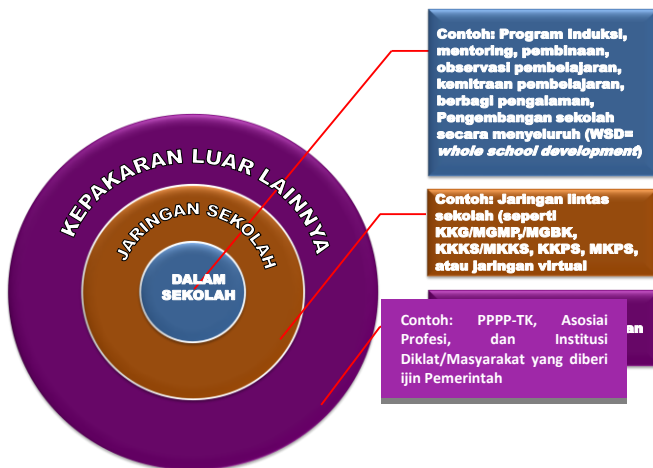 Contoh: Program Induksi,
mentoring, pembinaan,
observasi pembelajaran,
kemitraan pembelajaran,
berbagi pengalaman,
Pengembangan sekolah
secara menyeluruh (WSD=
whole school development)
KEPAKARAN LUAR LAINNYA
JARINGAN SEKOLAH
DALAM
SEKOLAH
Contoh: Jaringan lintas
sekolah (seperti
KKG/MGMP,/MGBK,
KKKS/MKKS, KKPS, MKPS,
atau jaringan virtual
Contoh: PPPP-TK, Asosiai
Profesi, dan Institusi
Diklat/Masyarakat yang diberi
ijin Pemerintah